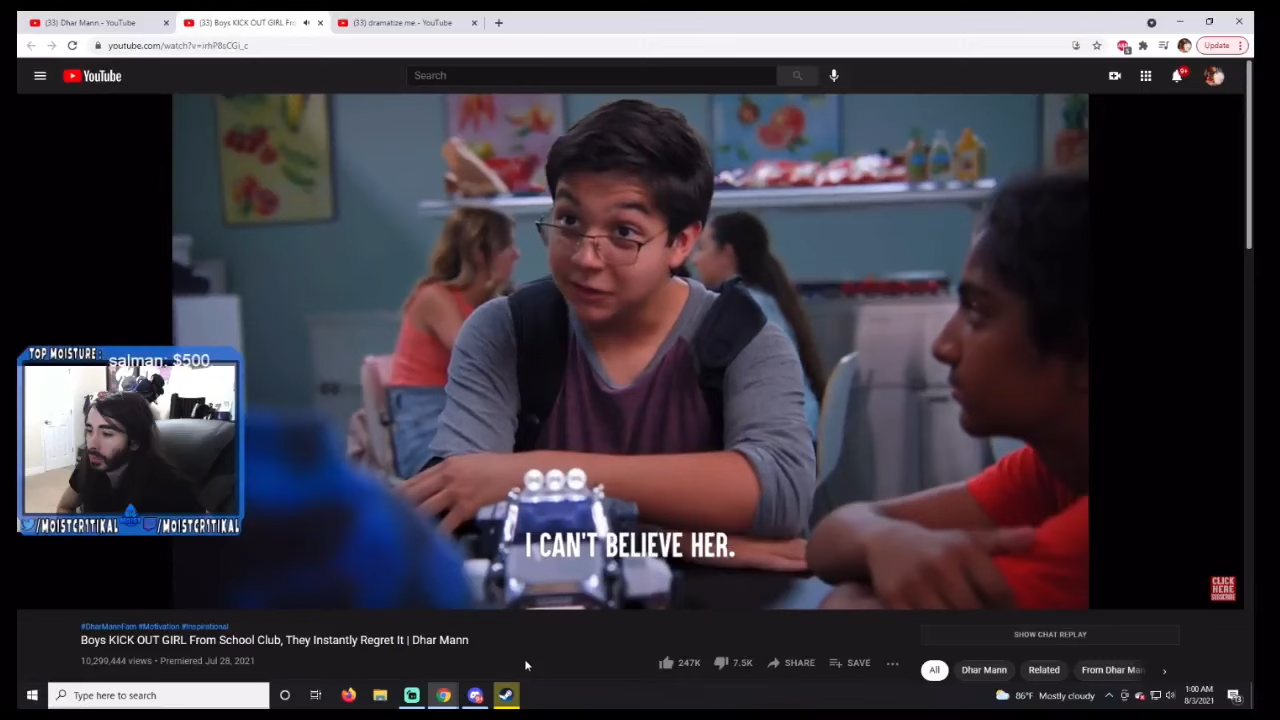 (33) Dhar Mann - YouTube
(33) Boys KICK OUT GIRL Fro
(33) dramatize me - YouTube
youtube.com/watch?v=irhP8sCGi_c
Update
YouTube
Search
9+
TOP MOISTURE:
salman: $500
/MOISTCR1TIKAL
/MOISTCR1TIKAL
I CAN'T BELIEVE HER.
CLICK
HERE
SUBSCRIBE
#DharMannFam #Motivation #Inspirational
Boys KICK OUT GIRL From School Club, They Instantly Regret It | Dhar Mann
10,299,444 views • Premiered Jul 28, 2021
247K
7.5K
SHARE
SAVE
SHOW CHAT REPLAY
All
Dhar Mann
Related
From Dhar Man
Type here to search
86°F Mostly cloudy
1:00 AM
8/3/2021